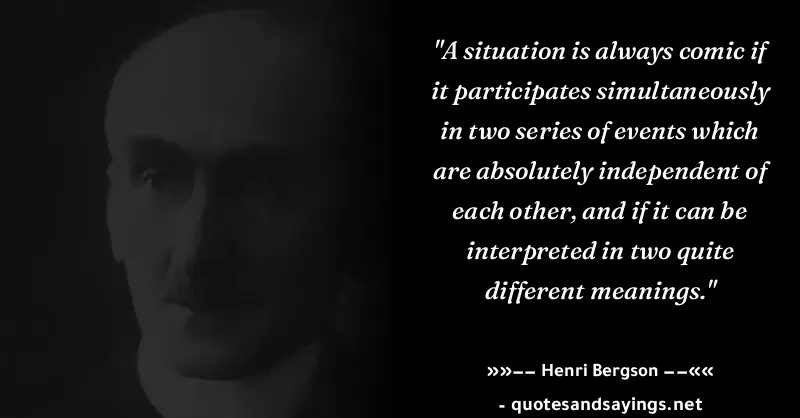 "A situation is always comic if
it participates simultaneously
in two series of events which
are absolutely independent of
each other, and if it can be
interpreted in two quite
different meanings."
»»–– Henri Bergson ––««
- quotesandsayings.net